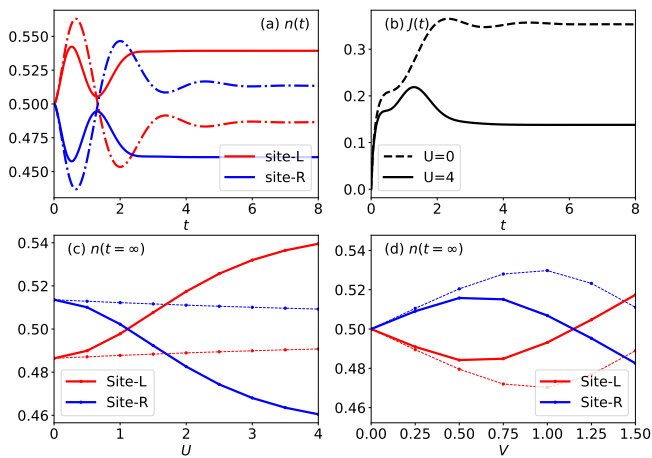 (a) n(t)
0.550
0.525
0.500
0.475
0.450
site-L
site-R
0 2 4 6 8
t
(b) J(t)
0.3
0.2
0.1
0.0
U=0
U=4
0 2 4 6 8
t
(c) n(t = ∞)
0.54
0.52
0.50
0.48
0.46
Site-L
Site-R
0 1 2 3 4
U
(d) n(t = ∞)
0.54
0.52
0.50
0.48
0.46
Site-L
Site-R
0.00 0.25 0.50 0.75 1.00 1.25 1.50
V